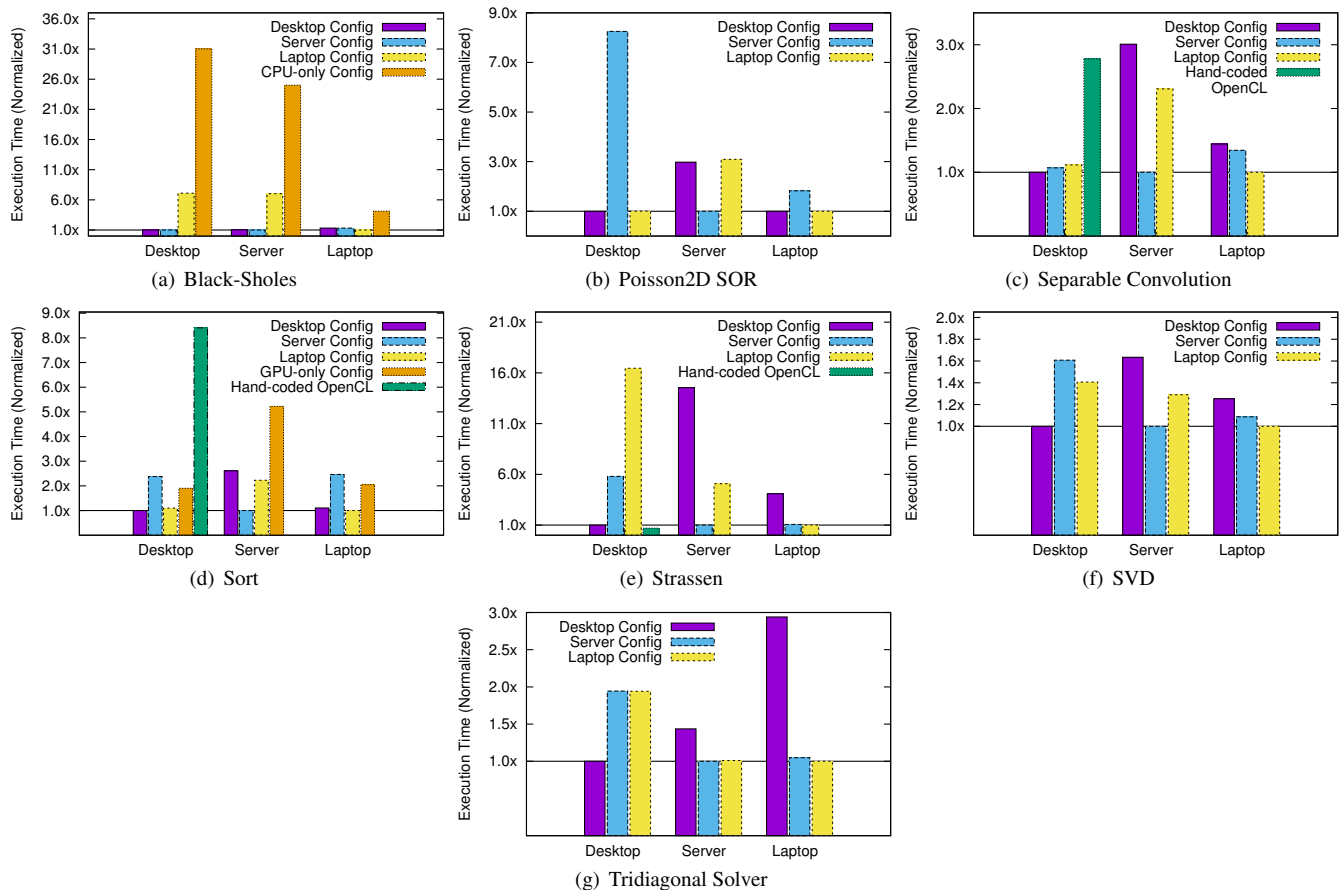 Execution Time (Normalized)
36.0x
31.0x
26.0x
21.0x
16.0x
11.0x
6.0x
1.0x
Desktop Config
Server Config
Laptop Config
CPU-only Config
Desktop Server Laptop
(a) Black-Sholes
Execution Time (Normalized)
9.0x
7.0x
5.0x
3.0x
1.0x
Desktop Config
Server Config
Laptop Config
Desktop Server Laptop
(b) Poisson2D SOR
Execution Time (Normalized)
3.0x
2.0x
1.0x
Desktop Config
Server Config
Laptop Config
Hand-coded
OpenCL
Desktop Server Laptop
(c) Separable Convolution
Execution Time (Normalized)
9.0x
8.0x
7.0x
6.0x
5.0x
4.0x
3.0x
2.0x
1.0x
Desktop Config
Server Config
Laptop Config
GPU-only Config
Hand-coded OpenCL
Desktop Server Laptop
(d) Sort
Execution Time (Normalized)
21.0x
16.0x
11.0x
6.0x
1.0x
Desktop Config
Server Config
Laptop Config
Hand-coded OpenCL
Desktop Server Laptop
(e) Strassen
Execution Time (Normalized)
2.0x
1.8x
1.6x
1.4x
1.2x
1.0x
Desktop Config
Server Config
Laptop Config
Desktop Server Laptop
(f) SVD
Execution Time (Normalized)
3.0x
2.5x
2.0x
1.5x
1.0x
Desktop Config
Server Config
Laptop Config
Desktop Server Laptop
(g) Tridiagonal Solver